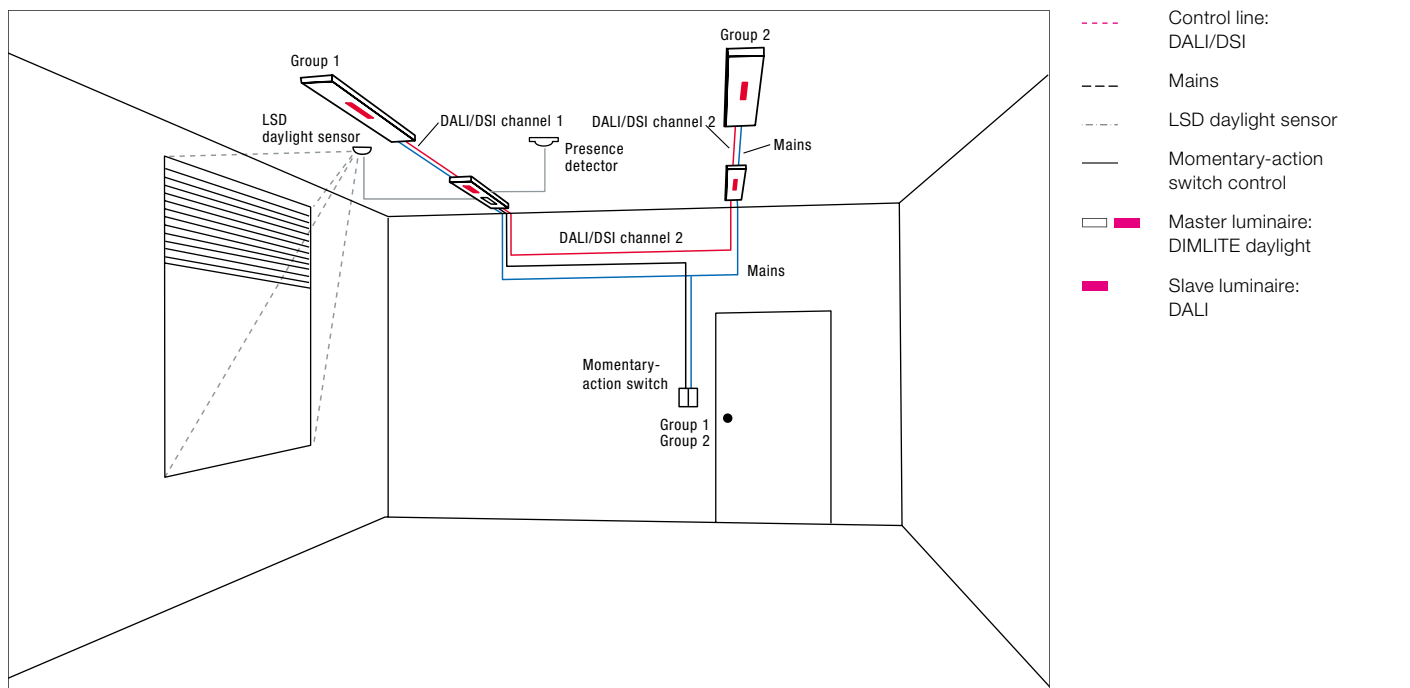 Group 1
Group 2
LSD
daylight sensor
DALI/DSI channel 1
Presence
detector
DALI/DSI channel 2
Mains
DALI/DSI channel 2
Mains
Momentary-
action switch
Group 1
Group 2
Control line:
DALI/DSI
Mains
LSD daylight sensor
Momentary-action
switch control
Master luminaire:
DIMLITE daylight
Slave luminaire:
DALI